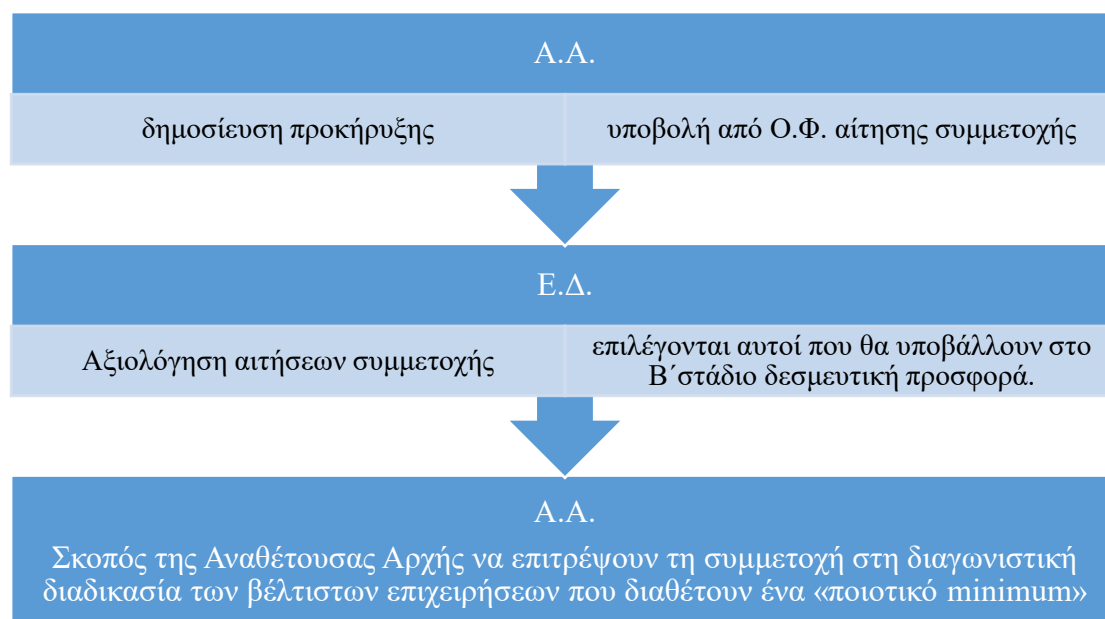 Α.Α.
δημοσίευση προκήρυξης
υποβολή από Ο.Φ. αίτησης συμμετοχής
Ε.Δ.
Αξιολόγηση αιτήσεων συμμετοχής
επιλέγονται αυτοί που θα υποβάλλουν στο
Β΄στάδιο δεσμευτική προσφορά.
Α.Α.
Σκοπός της Αναθέτουσας Αρχής να επιτρέψουν τη συμμετοχή στη διαγωνιστική
διαδικασία των βέλτιστων επιχειρήσεων που διαθέτουν ένα «ποιοτικό minimum»